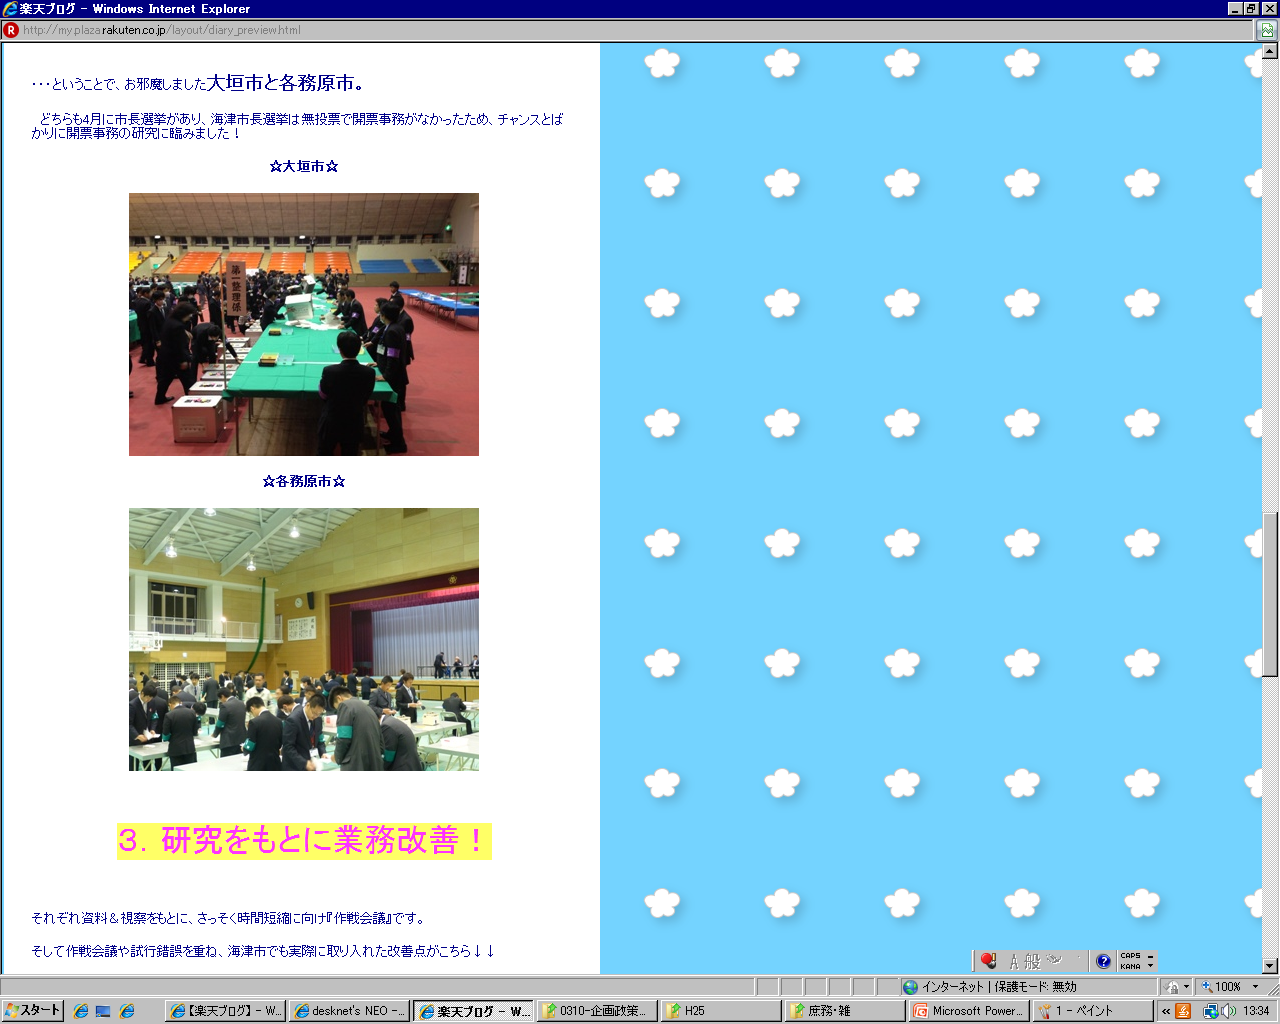 楽天ブログ - Windows Internet Explorer
http://my.plaza.rakuten.co.jp/layout/diary_preview.html
・・・ということで、お邪魔しました大垣市と各務原市。
どちらも4月に市長選挙があり、海津市長選挙は無投票で開票事務がなかったため、チャンスとば
かりに開票事務の研究に臨みました！
☆大垣市☆
第一整理係
☆各務原市☆
３．研究をもとに業務改善！
それぞれ資料＆視察をもとに、さっそく時間短縮に向け『作戦会議』です。
そして作戦会議や試行錯誤を重ね、海津市でも実際に取り入れた改善点がこちら↓↓
A 般
CAPS
KANA
インターネット | 保護モード: 無効
100%
スタート
【楽天ブログ】 - W...
desknet's NEO -...
楽天ブログ - W...
0310-企画政策...
H25
庶務・雑
Microsoft Power...
1 - ペイント
13:34